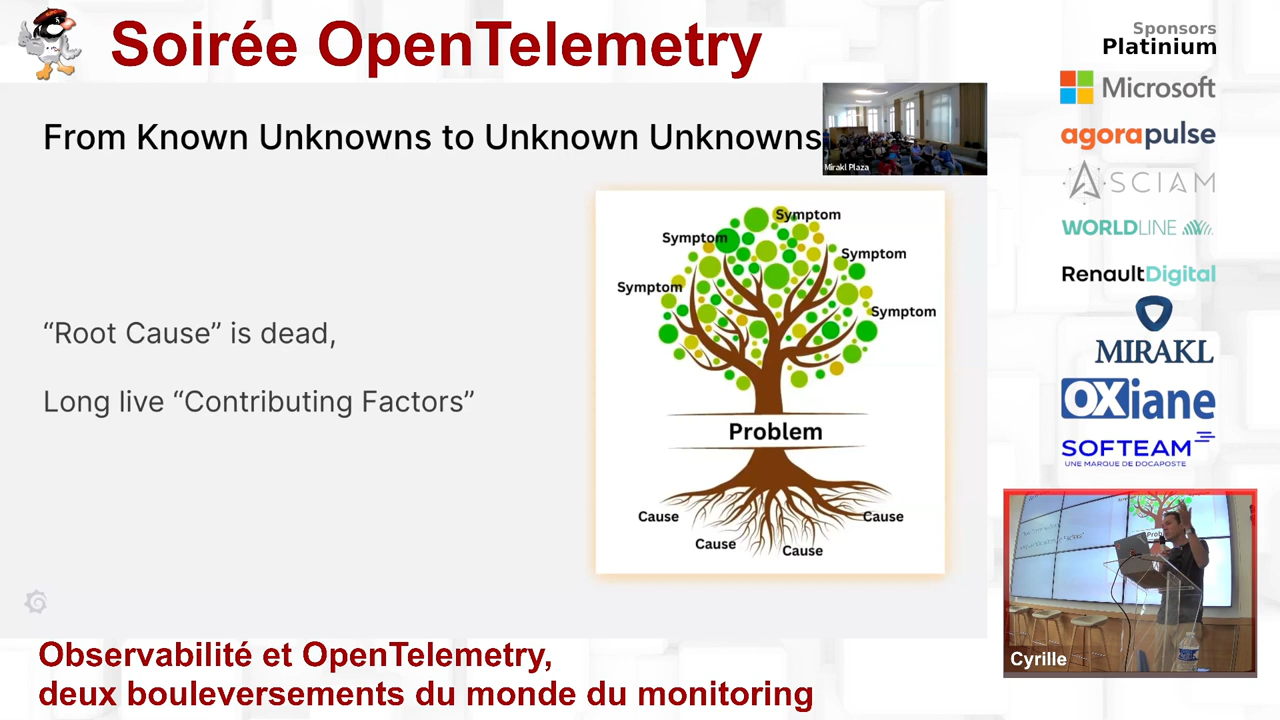 Soirée OpenTelemetry
Sponsors
Platinium
Microsoft
agorapulse
ASCIAM
WORLDLINE
RenaultDigital
MIRAKL
OXiane
SOFTEAM
UNE MARQUE DE DOCAPOSTE
From Known Unknowns to Unknown Unknowns
Mirakl Plaza
“Root Cause” is dead,
Long live “Contributing Factors”
Symptom
Symptom
Symptom
Symptom
Symptom
Problem
Cause
Cause
Cause
Cause
Cyrille
Observabilité et OpenTelemetry,
deux bouleversements du monde du monitoring